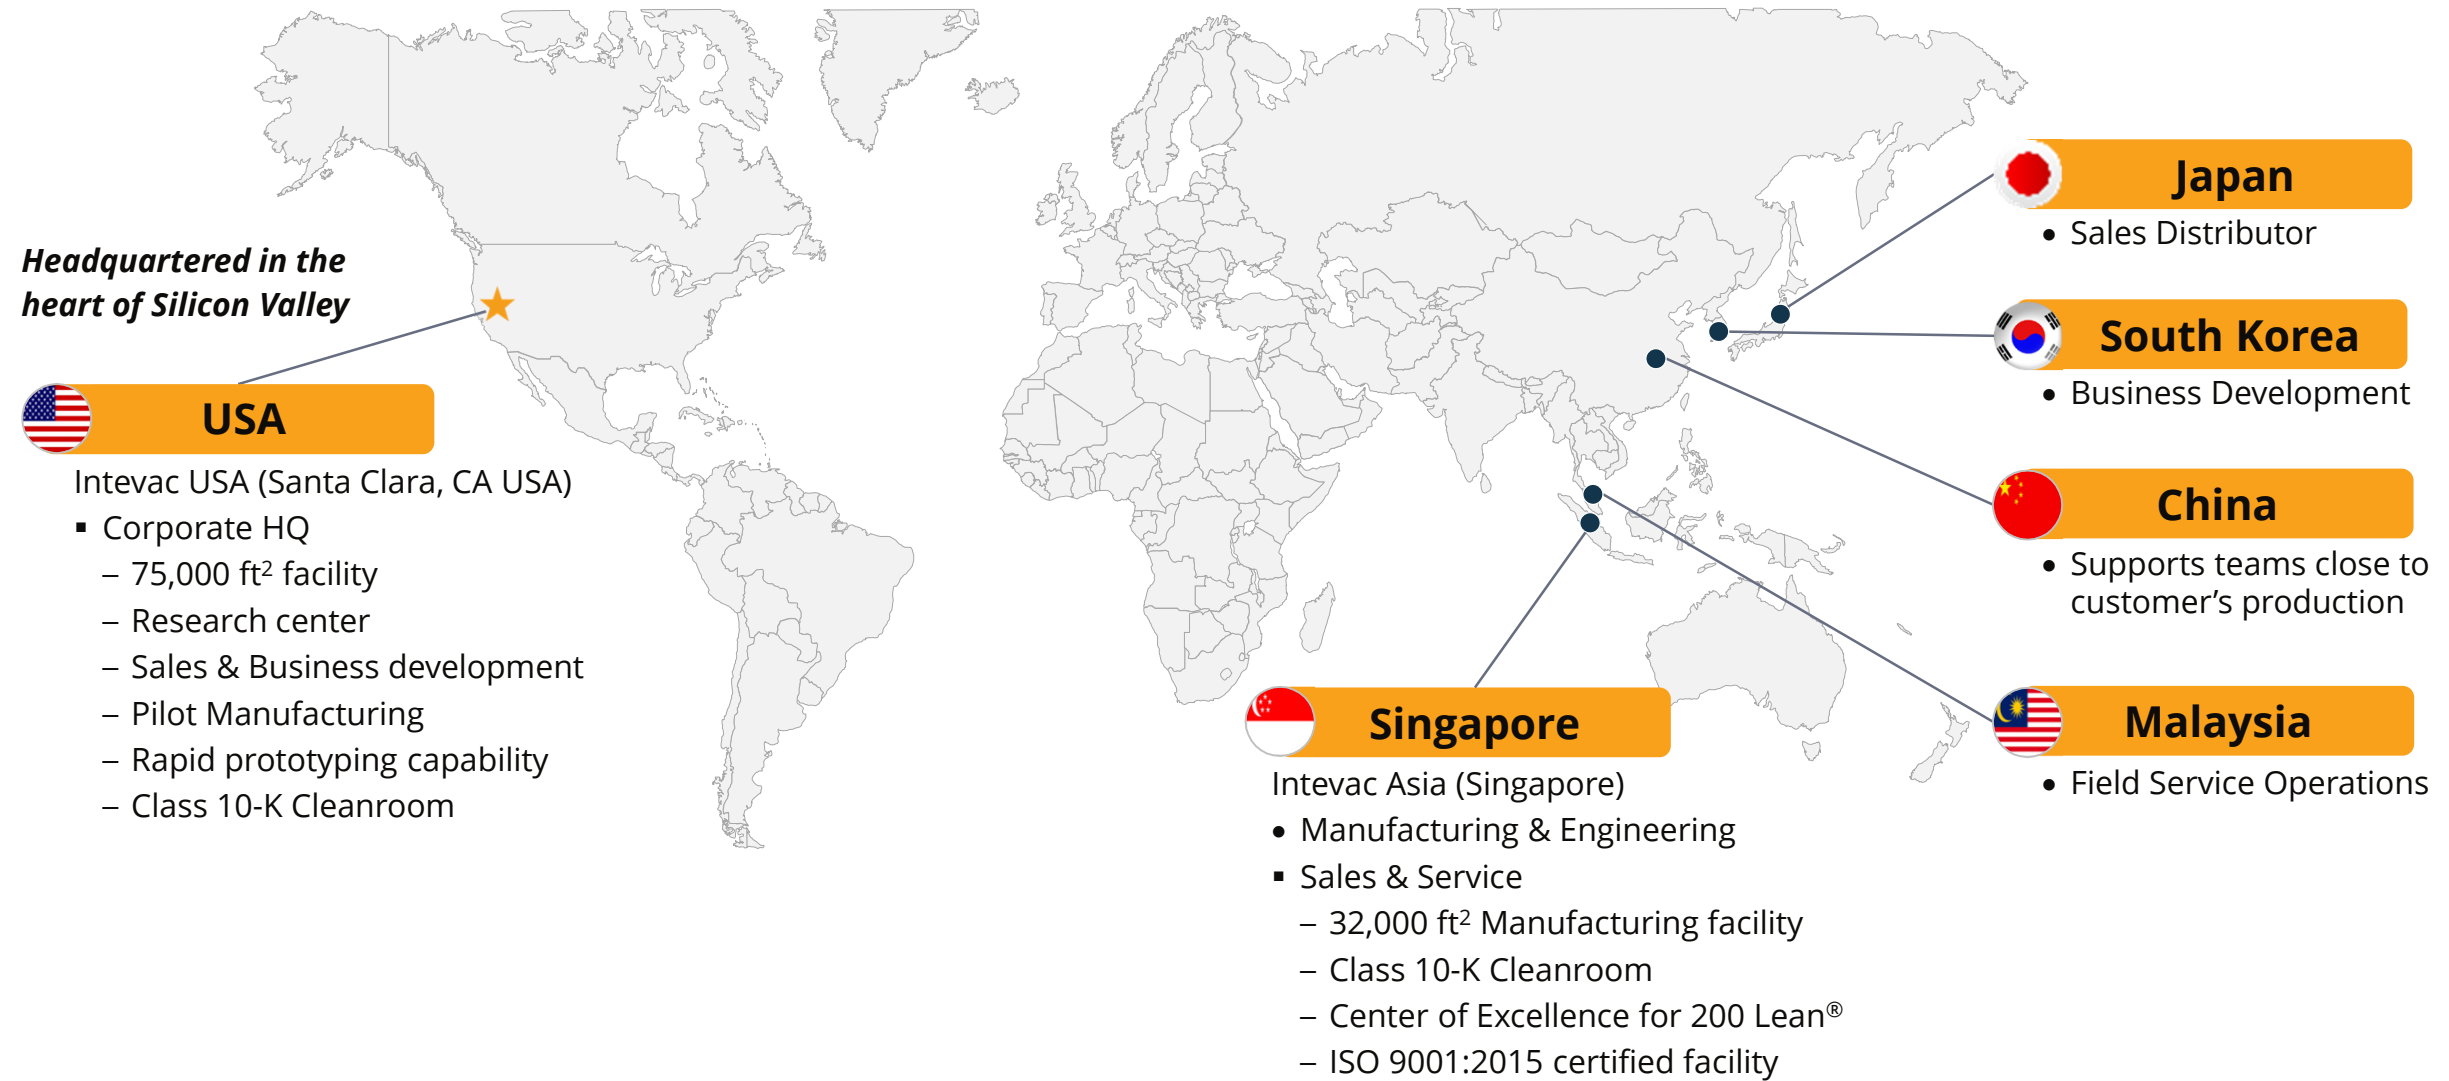 Headquartered in the
heart of Silicon Valley
USA
Intevac USA (Santa Clara, CA USA)
▪ Corporate HQ
– 75,000 ft² facility
– Research center
– Sales & Business development
– Pilot Manufacturing
– Rapid prototyping capability
– Class 10-K Cleanroom
Singapore
Intevac Asia (Singapore)
• Manufacturing & Engineering
▪ Sales & Service
– 32,000 ft² Manufacturing facility
– Class 10-K Cleanroom
– Center of Excellence for 200 Lean®
– ISO 9001:2015 certified facility
Japan
• Sales Distributor
South Korea
• Business Development
China
• Supports teams close to
customer’s production
Malaysia
• Field Service Operations